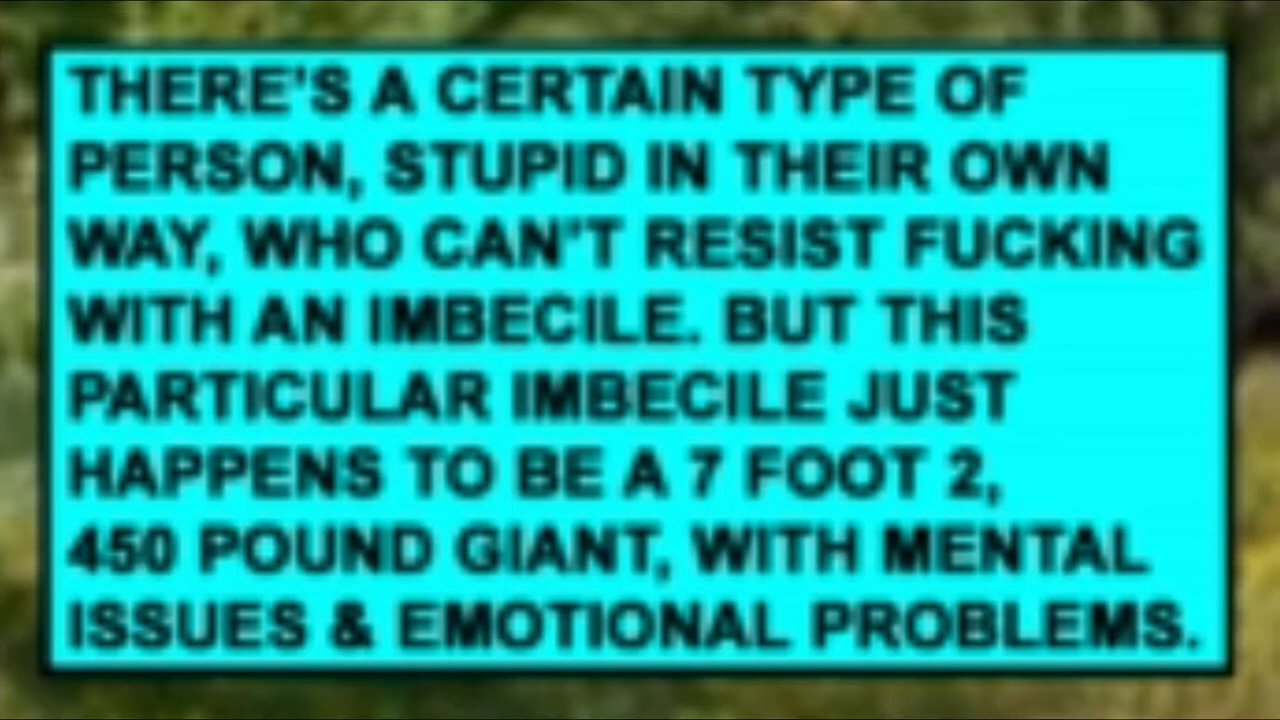 THERE'S A CERTAIN TYPE OF
PERSON, STUPID IN THEIR OWN
WAY, WHO CAN'T RESIST FUCKING
WITH AN IMBECILE. BUT THIS
PARTICULAR IMBECILE JUST
HAPPENS TO BE A 7 FOOT 2,
450 POUND GIANT, WITH MENTAL
ISSUES & EMOTIONAL PROBLEMS.